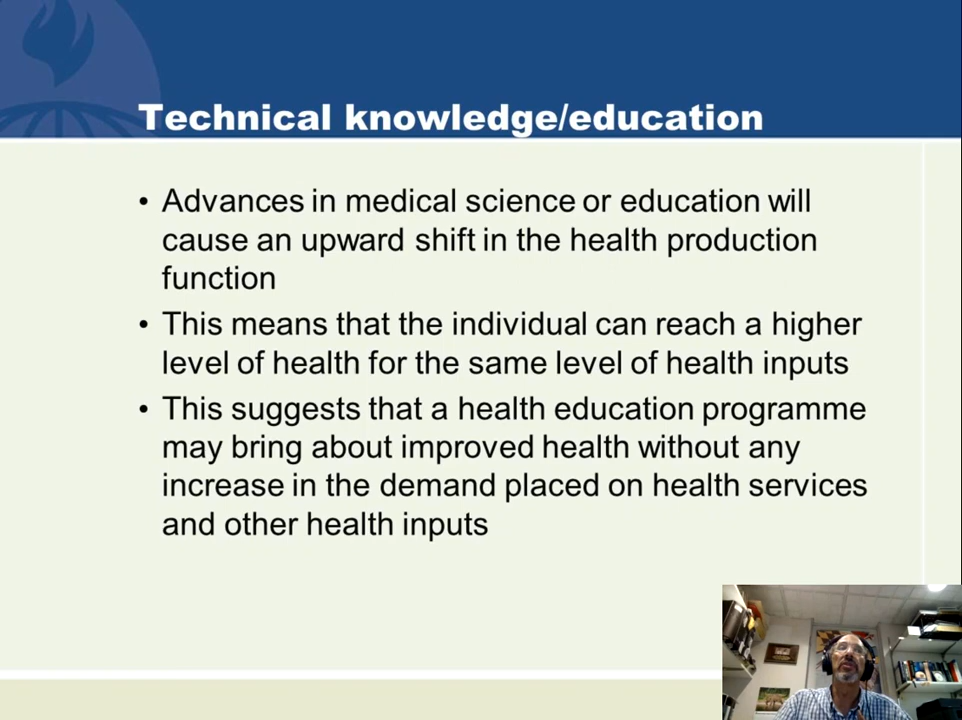 Technical knowledge/education
• Advances in medical science or education will
cause an upward shift in the health production
function
• This means that the individual can reach a higher
level of health for the same level of health inputs
• This suggests that a health education programme
may bring about improved health without any
increase in the demand placed on health services
and other health inputs